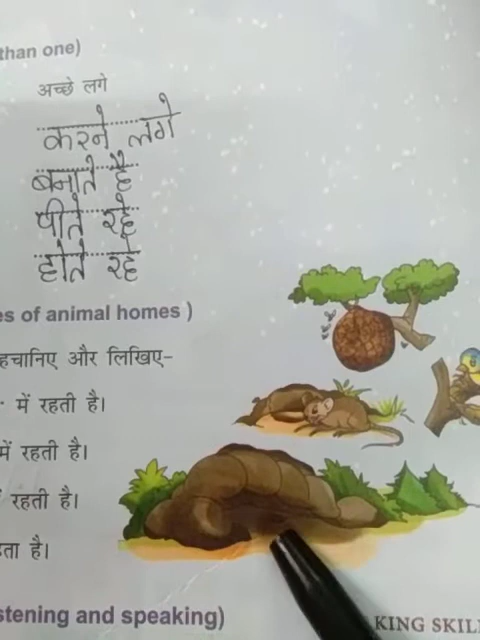 than one)
अच्छे लगे
करने लगे
बनाते है
पीते रहे
होते रहे
es of animal homes )
हचानिए और लिखिए–
में रहती है।
में रहती है।
रहती है।
ता है।
stening and speaking)
KING SKIL